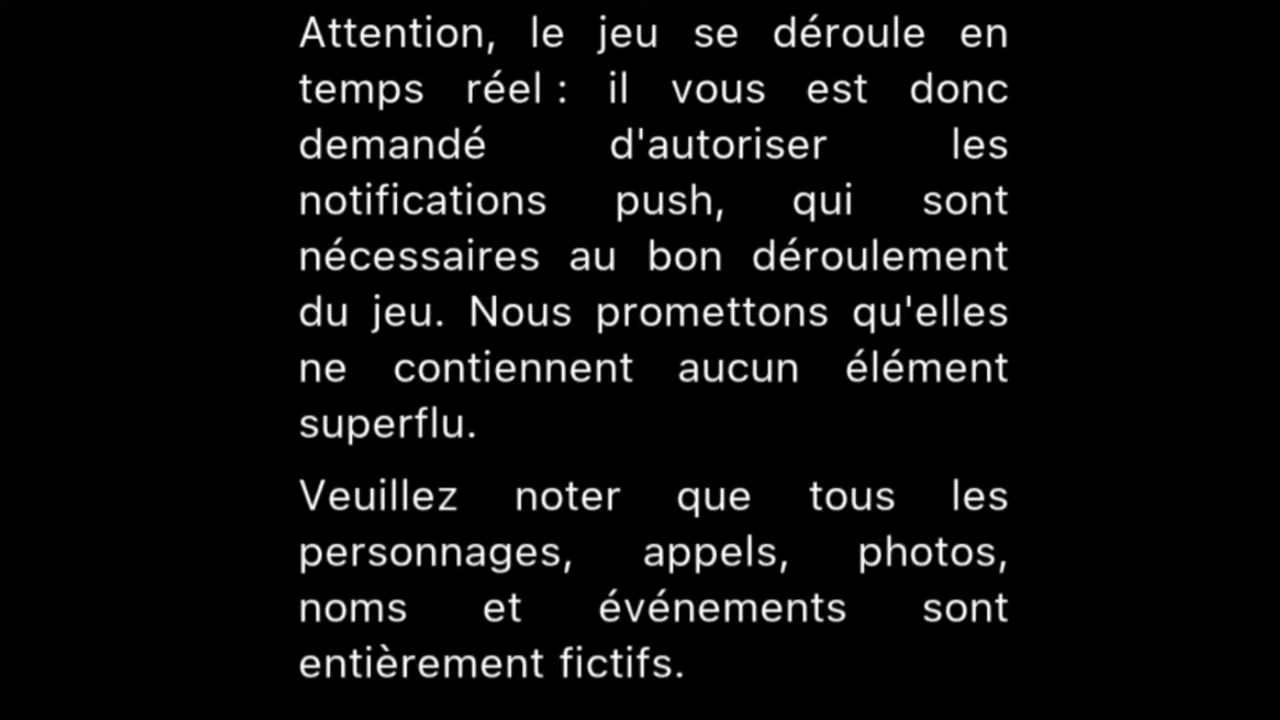 Attention, le jeu se déroule en
temps réel : il vous est donc
demandé d'autoriser les
notifications push, qui sont
nécessaires au bon déroulement
du jeu. Nous promettons qu'elles
ne contiennent aucun élément
superflu.
Veuillez noter que tous les
personnages, appels, photos,
noms et événements sont
entièrement fictifs.